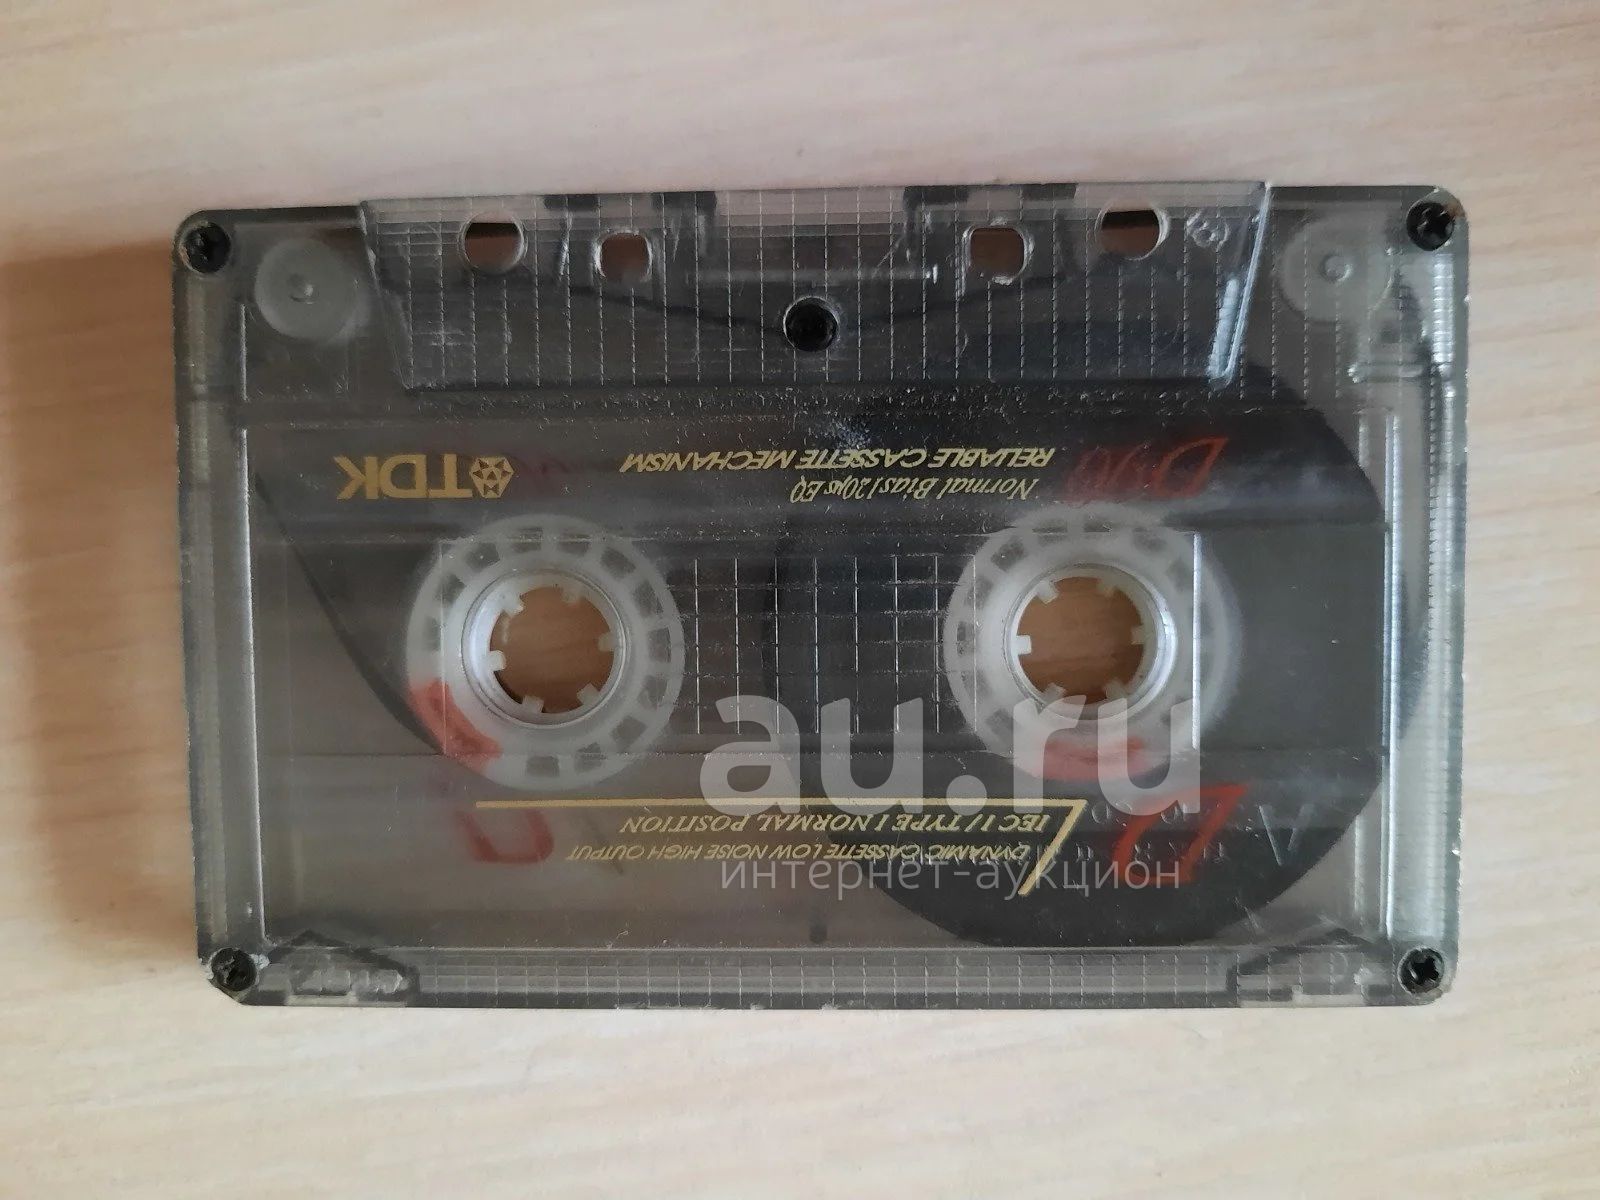 DYNAMIC CASSETTE LOW NOISE HIGH OUTPUT
IEC I / TYPE I NORMAL POSITION
A
D
Normal Bias 120µs EQ
RELIABLE CASSETTE MECHANISM
TDK
D 90
au.ru
интернет-аукцион